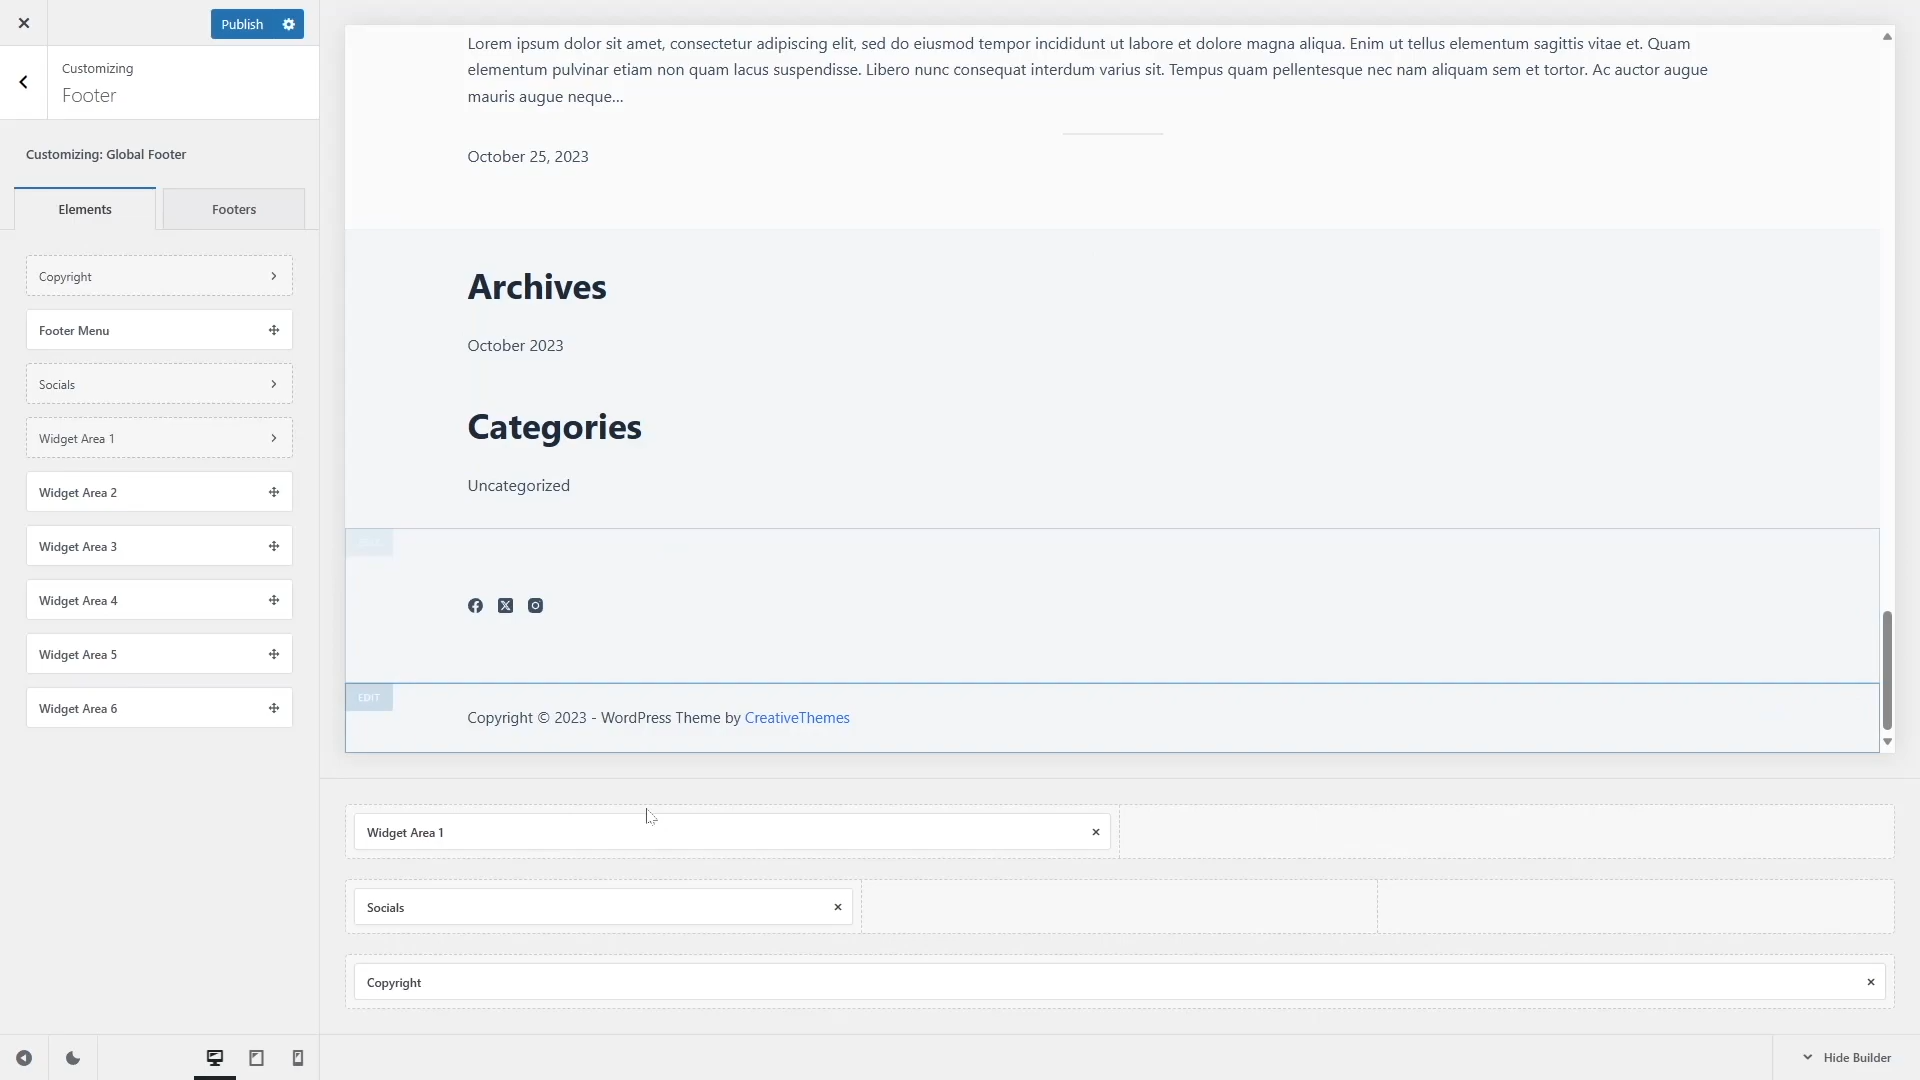 Publish
Customizing
Footer
Customizing: Global Footer
Elements
Footers
Copyright
Footer Menu
Socials
Widget Area 1
Widget Area 2
Widget Area 3
Widget Area 4
Widget Area 5
Widget Area 6
Lorem ipsum dolor sit amet, consectetur adipiscing elit, sed do eiusmod tempor incididunt ut labore et dolore magna aliqua. Enim ut tellus elementum sagittis vitae et. Quam
elementum pulvinar etiam non quam lacus suspendisse. Libero nunc consequat interdum varius sit. Tempus quam pellentesque nec nam aliquam sem et tortor. Ac auctor augue
mauris augue neque…
October 25, 2023
Archives
October 2023
Categories
Uncategorized
EDIT
Copyright © 2023 - WordPress Theme by CreativeThemes
Widget Area 1
Socials
Copyright
Hide Builder